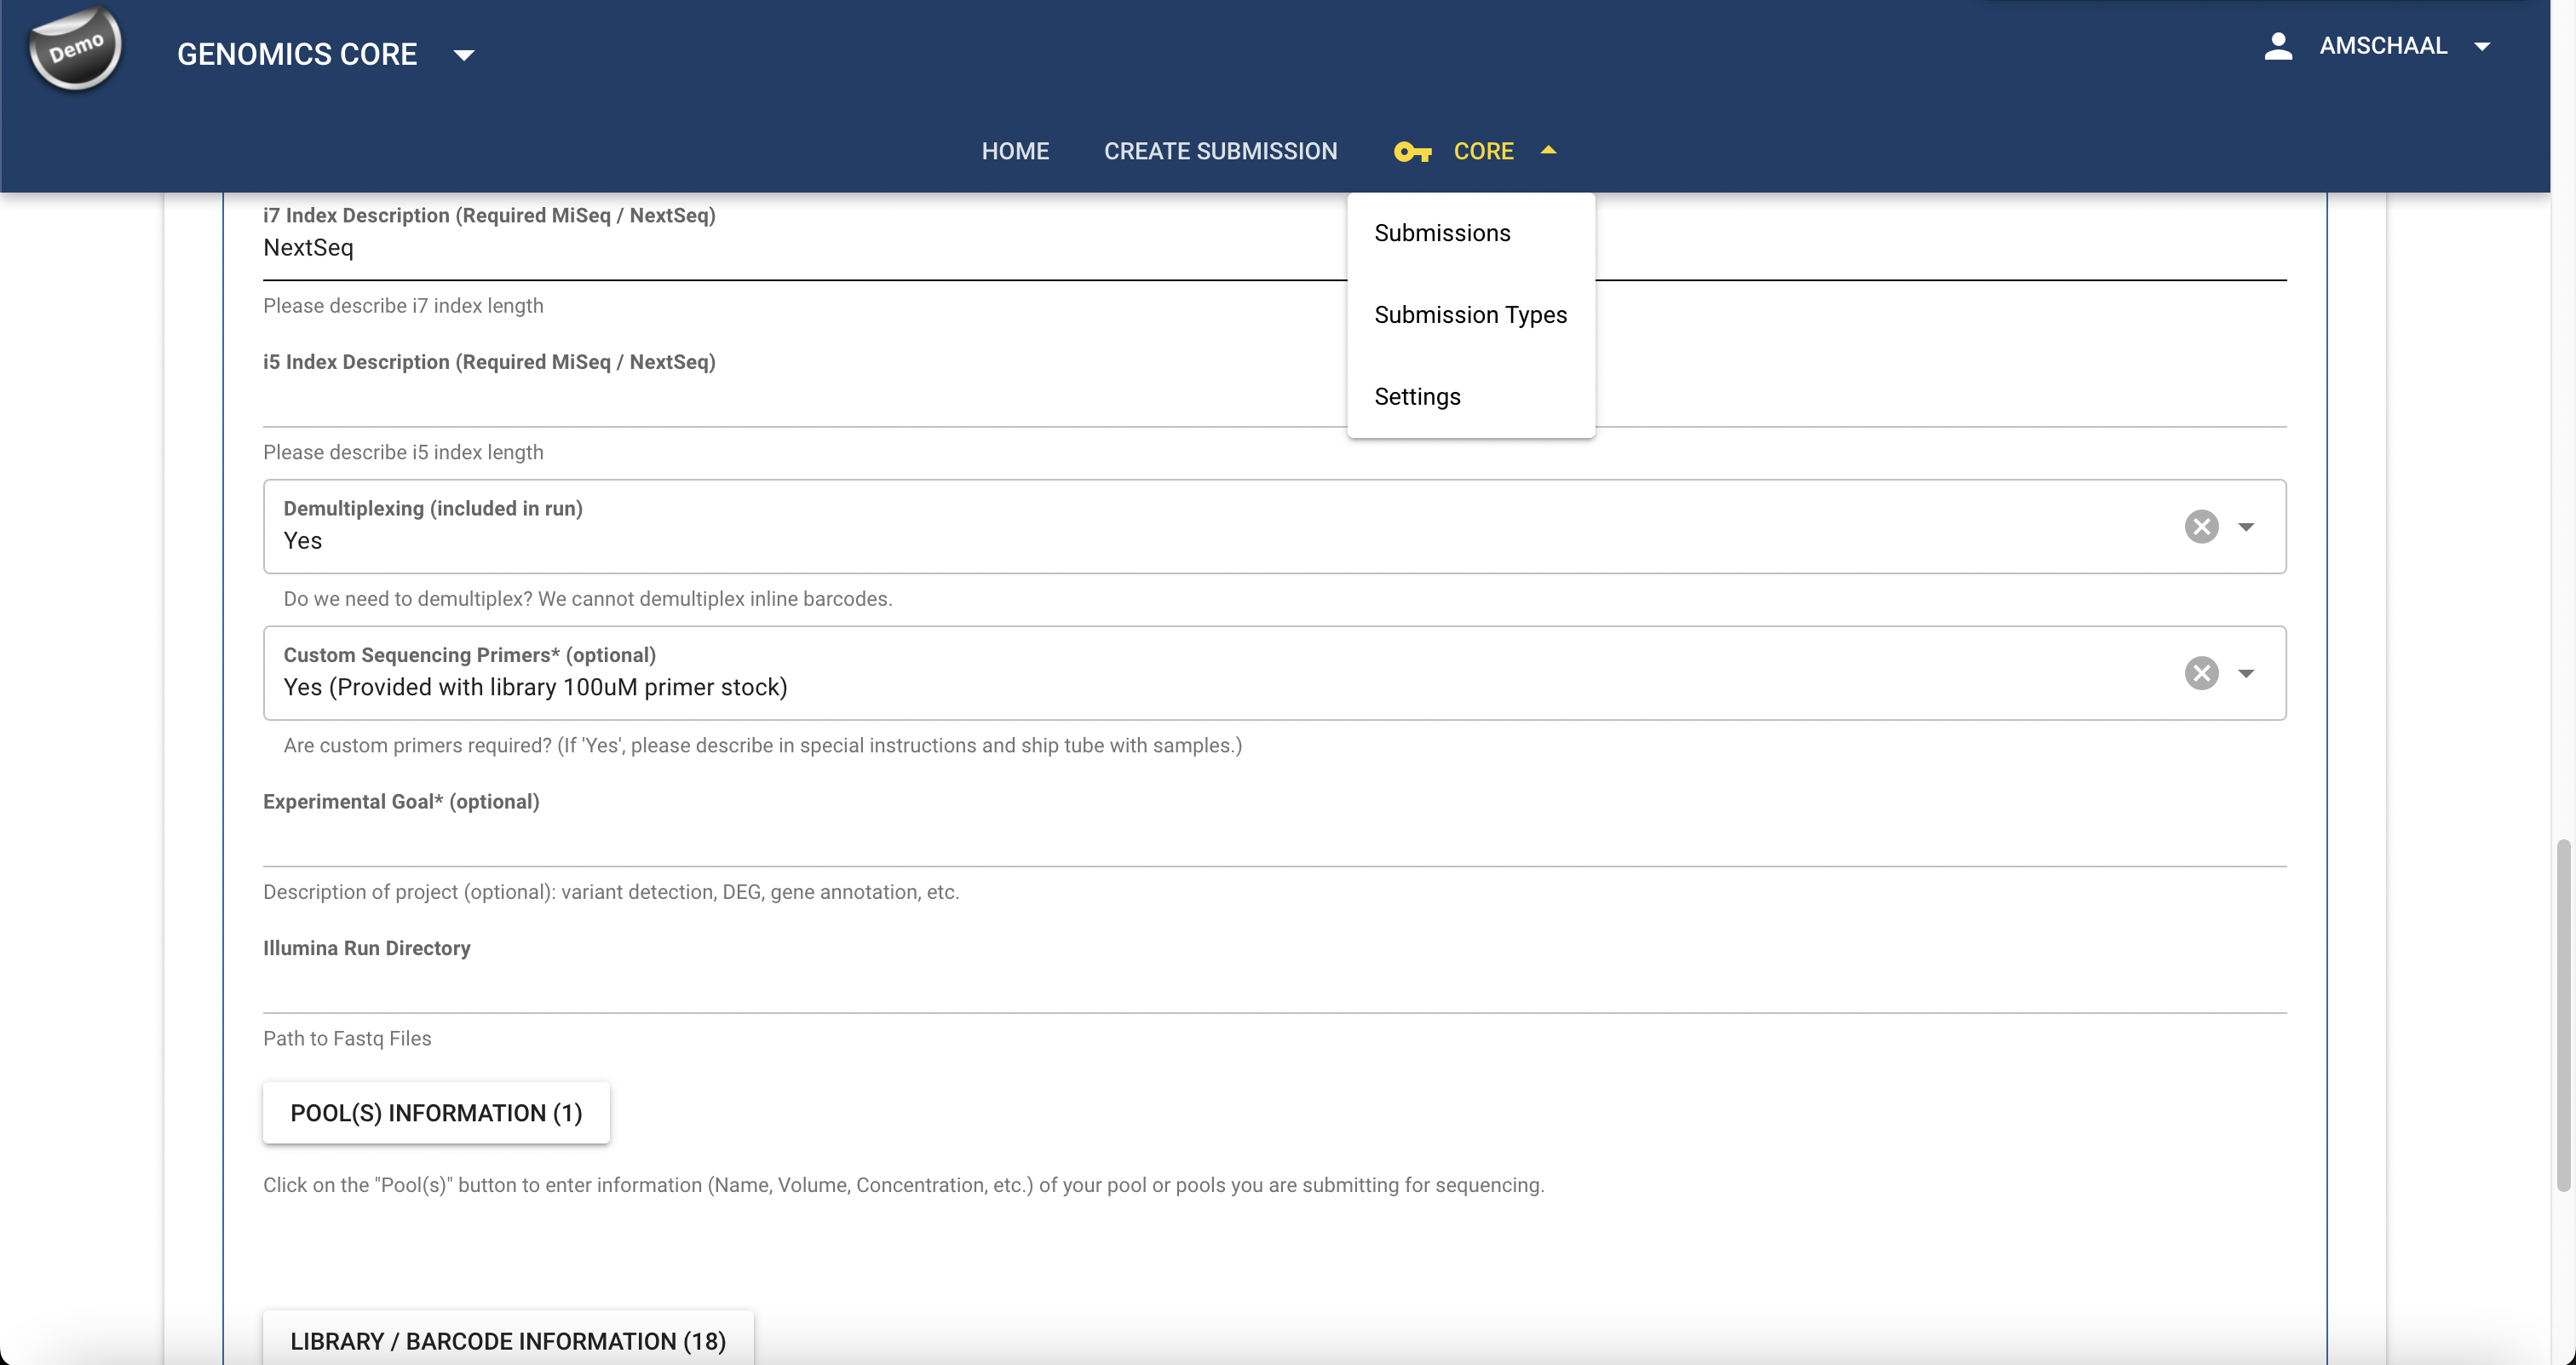 Demo
GENOMICS CORE
AMSCHAAL
HOME
CREATE SUBMISSION
CORE
Submissions
Submission Types
Settings
i7 Index Description (Required MiSeq / NextSeq)
NextSeq
Please describe i7 index length
i5 Index Description (Required MiSeq / NextSeq)
Please describe i5 index length
Demultiplexing (included in run)
Yes
Do we need to demultiplex? We cannot demultiplex inline barcodes.
Custom Sequencing Primers* (optional)
Yes (Provided with library 100uM primer stock)
Are custom primers required? (If 'Yes', please describe in special instructions and ship tube with samples.)
Experimental Goal* (optional)
Description of project (optional): variant detection, DEG, gene annotation, etc.
Illumina Run Directory
Path to Fastq Files
POOL(S) INFORMATION (1)
Click on the "Pool(s)" button to enter information (Name, Volume, Concentration, etc.) of your pool or pools you are submitting for sequencing.
LIBRARY / BARCODE INFORMATION (18)